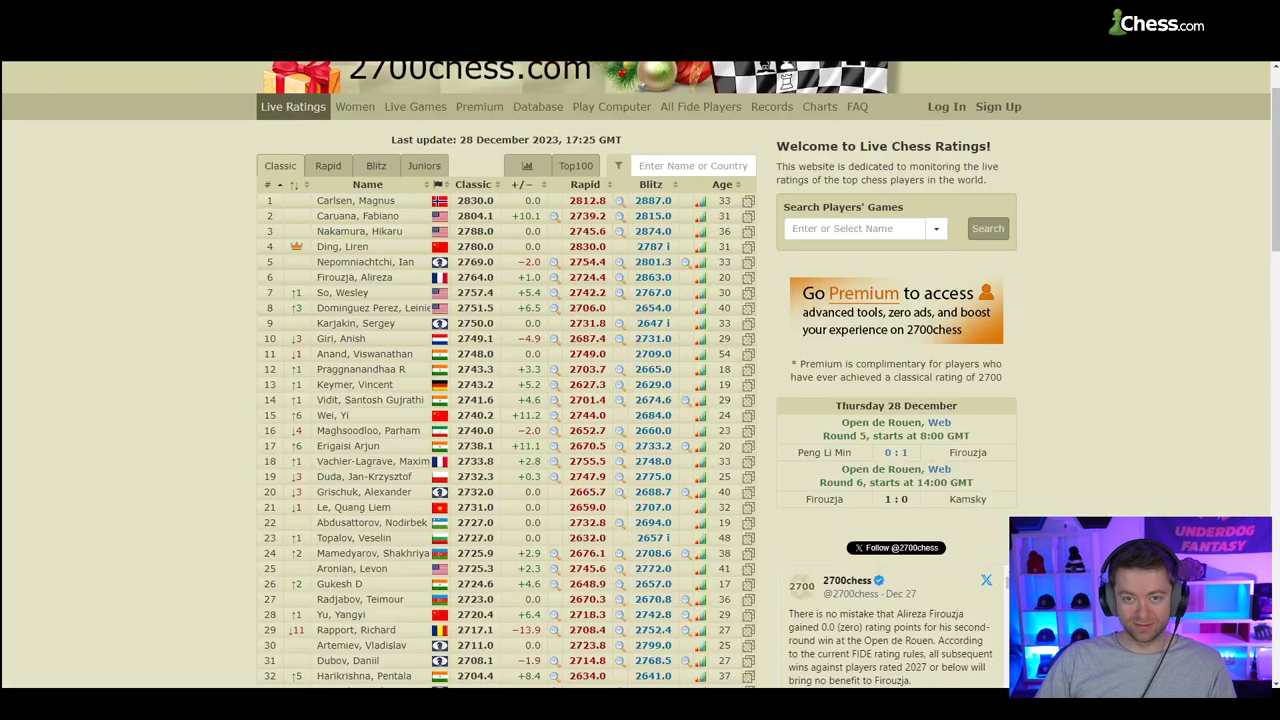 Chess.com
2700chess.com
Live Ratings Women Live Games Premium Database Play Computer All Fide Players Records Charts FAQ Log In Sign Up
Last update: 28 December 2023, 17:25 GMT
Classic Rapid Blitz Juniors Top100 Enter Name or Country
# ↑↓ Name Classic +/− Rapid Blitz Age
1 Carlsen, Magnus 2830.0 0.0 2812.8 2887.0 33
2 Caruana, Fabiano 2804.1 +10.1 2739.2 2815.0 31
3 Nakamura, Hikaru 2788.0 0.0 2745.6 2874.0 36
4 Ding, Liren 2780.0 0.0 2830.0 2787 i 31
5 Nepomniachtchi, Ian 2769.0 −2.0 2754.4 2801.3 33
6 Firouzja, Alireza 2764.0 +1.0 2724.4 2863.0 20
7 ↑1 So, Wesley 2757.4 +5.4 2742.2 2767.0 30
8 ↑3 Dominguez Perez, Leinie 2751.5 +6.5 2706.0 2654.0 40
9 Karjakin, Sergey 2750.0 0.0 2731.8 2647 i 33
10 ↓3 Giri, Anish 2749.1 −4.9 2687.4 2731.0 29
11 ↓1 Anand, Viswanathan 2748.0 0.0 2749.0 2709.0 54
12 ↑1 Praggnanandhaa R 2743.3 +3.3 2703.7 2665.0 18
13 ↑1 Keymer, Vincent 2743.2 +5.2 2627.3 2629.0 19
14 ↑1 Vidit, Santosh Gujrathi 2741.6 +4.6 2701.4 2674.6 29
15 ↑6 Wei, Yi 2740.2 +11.2 2744.0 2684.0 24
16 ↓4 Maghsoodloo, Parham 2740.0 −2.0 2652.7 2660.0 23
17 ↑6 Erigaisi Arjun 2738.1 +11.1 2670.5 2733.2 20
18 ↑1 Vachier-Lagrave, Maxim 2733.8 +2.8 2755.5 2748.0 33
19 ↓3 Duda, Jan-Krzysztof 2732.3 +0.3 2747.9 2775.0 25
20 ↓3 Grischuk, Alexander 2732.0 0.0 2665.7 2688.7 40
21 ↓1 Le, Quang Liem 2731.0 0.0 2659.0 2707.0 32
22 Abdusattorov, Nodirbek 2727.0 0.0 2732.8 2694.0 19
23 ↑1 Topalov, Veselin 2727.0 0.0 2632.0 2657 i 48
24 ↑2 Mamedyarov, Shakhriya 2725.9 +2.9 2676.1 2708.6 38
25 Aronian, Levon 2725.3 +2.3 2745.6 2772.0 41
26 ↑2 Gukesh D 2724.6 +4.6 2648.9 2657.0 17
27 Radjabov, Teimour 2723.0 0.0 2670.3 2670.8 36
28 ↑1 Yu, Yangyi 2720.4 +6.4 2718.3 2742.8 29
29 ↓11 Rapport, Richard 2717.1 −13.9 2708.4 2752.4 27
30 Artemiev, Vladislav 2711.0 0.0 2723.8 2799.0 25
31 Dubov, Daniil 2708.1 −1.9 2714.8 2768.5 27
32 ↑5 Harikrishna, Pentala 2704.4 +8.4 2634.0 2641.0 37
Welcome to Live Chess Ratings!
This website is dedicated to monitoring the live
ratings of the top chess players in the world.
Search Players' Games
Enter or Select Name Search
Go Premium to access
advanced tools, zero ads, and boost
your experience on 2700chess
* Premium is complimentary for players who
have ever achieved a classical rating of 2700
Thursday 28 December
Open de Rouen, Web
Round 5, starts at 8:00 GMT
Peng Li Min 0 : 1 Firouzja
Open de Rouen, Web
Round 6, starts at 14:00 GMT
Firouzja 1 : 0 Kamsky
X Follow @2700chess
2700 2700chess
@2700chess · Dec 27
There is no mistake that Alireza Firouzja
gained 0.0 (zero) rating points for his second-
round win at the Open de Rouen. According
to the current FIDE rating rules, all subsequent
wins against players rated 2027 or below will
bring no benefit to Firouzja.
UNDERDOG
FANTASY